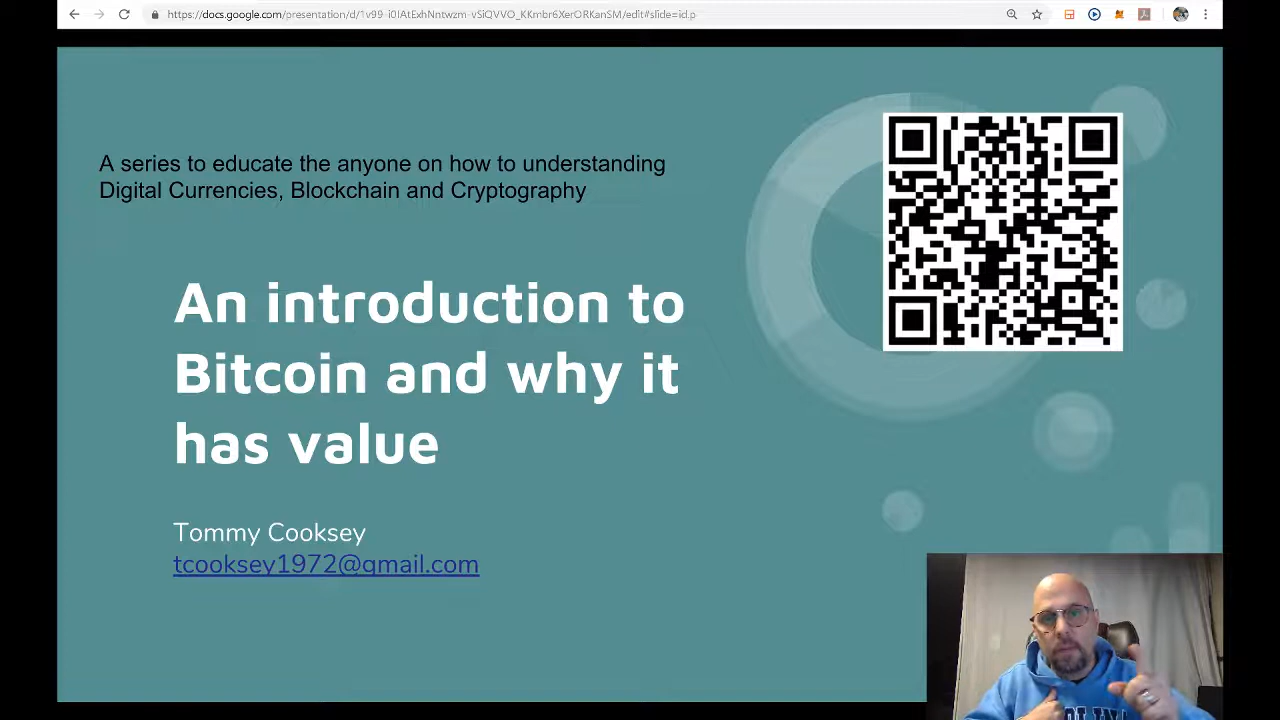 https://docs.google.com/presentation/d/1v99-i0IAtExhNntwzm-vSiQVVO_KKmbr6XerORKanSM/edit#slide=id.p
A series to educate the anyone on how to understanding
Digital Currencies, Blockchain and Cryptography
An introduction to
Bitcoin and why it
has value
Tommy Cooksey
tcooksey1972@gmail.com